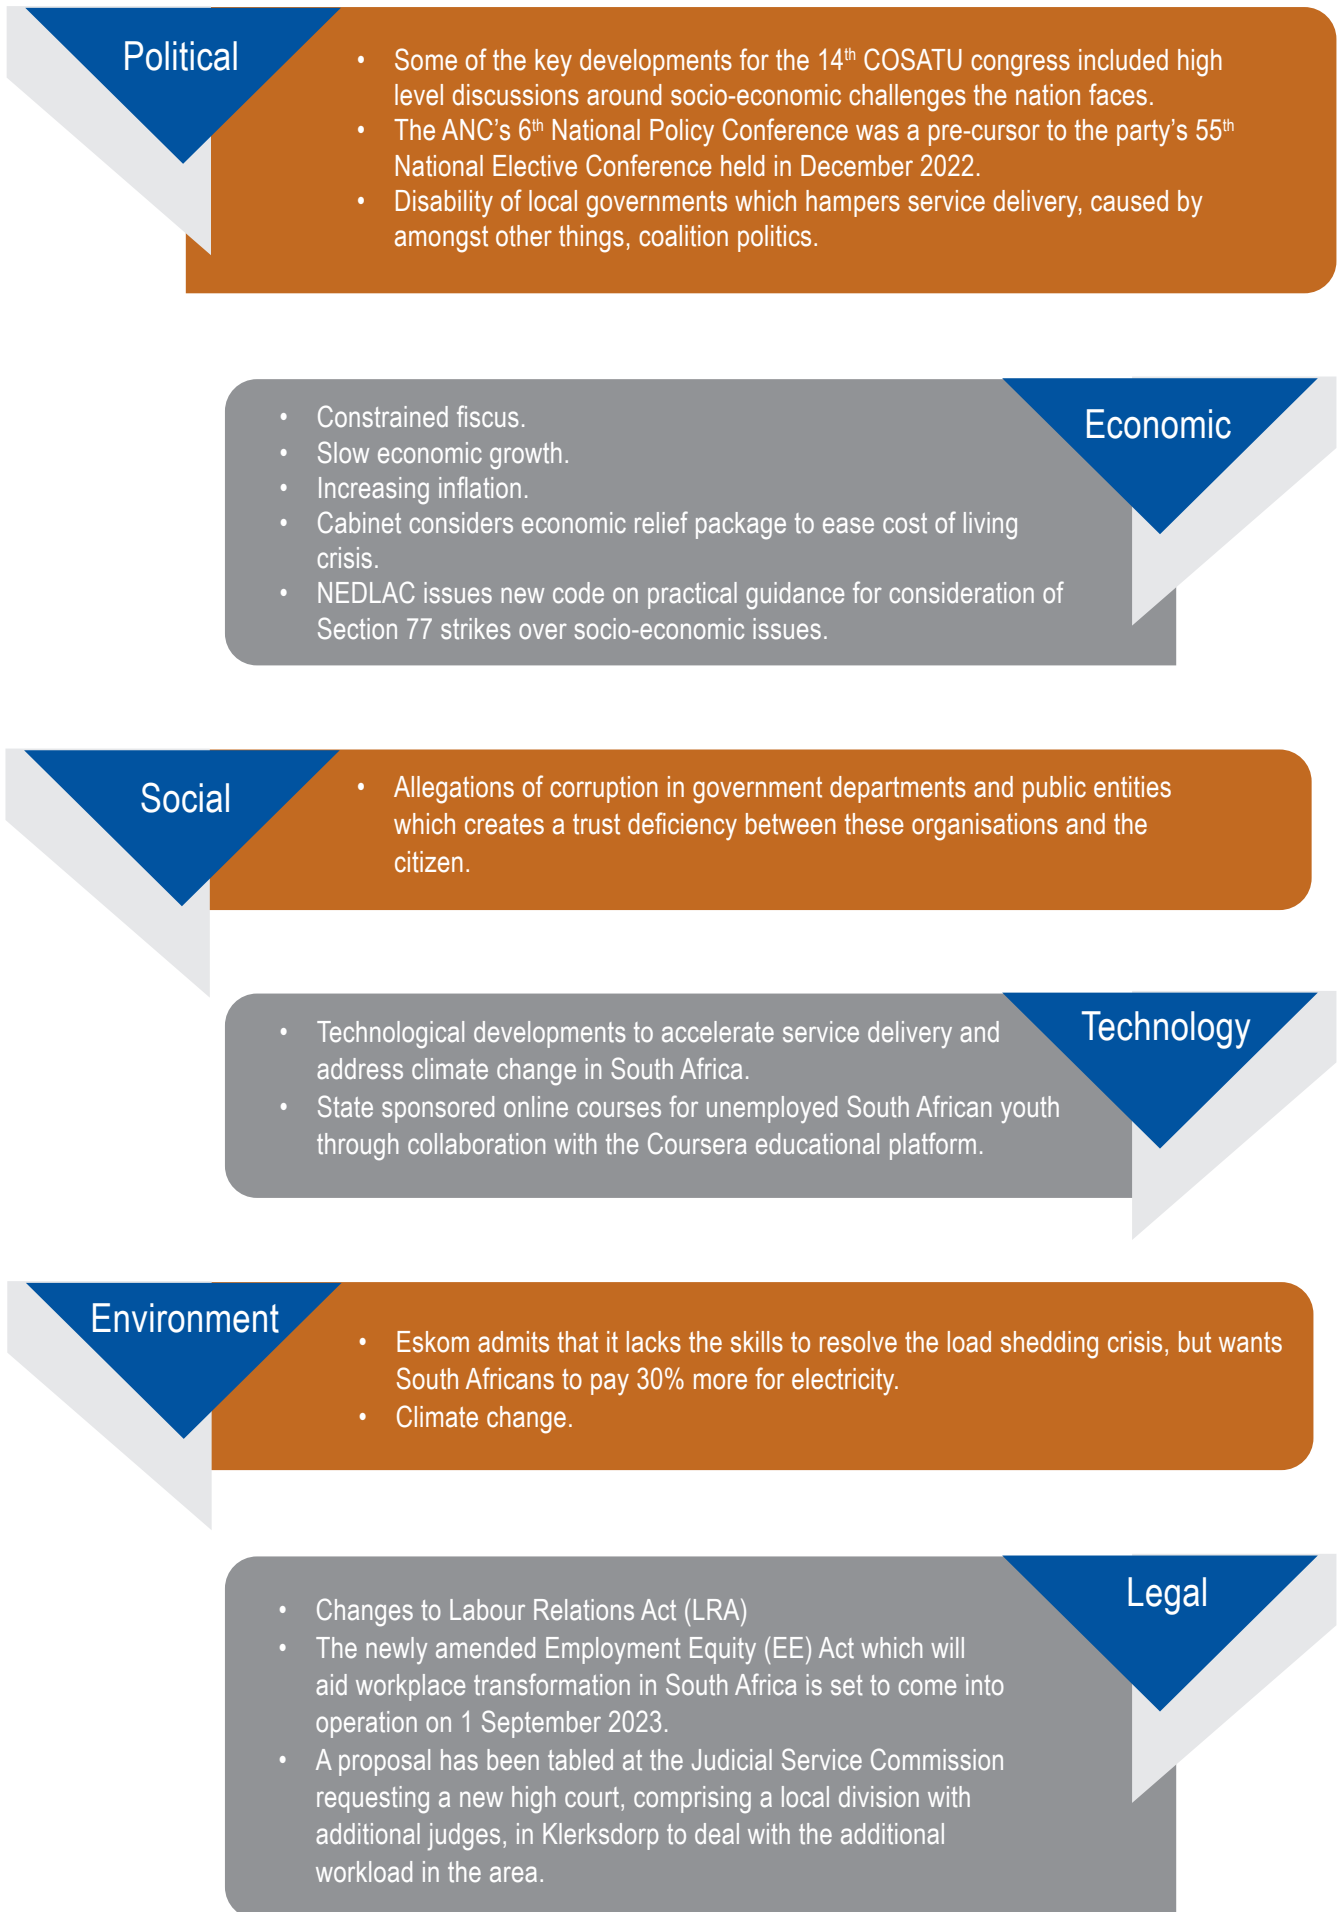 Political
• Some of the key developments for the 14th COSATU congress included high
level discussions around socio-economic challenges the nation faces.
• The ANC's 6th National Policy Conference was a pre-cursor to the party's 55th
National Elective Conference held in December 2022.
• Disability of local governments which hampers service delivery, caused by
amongst other things, coalition politics.
Economic
• Constrained fiscus.
• Slow economic growth.
• Increasing inflation.
• Cabinet considers economic relief package to ease cost of living
crisis.
• NEDLAC issues new code on practical guidance for consideration of
Section 77 strikes over socio-economic issues.
Social
• Allegations of corruption in government departments and public entities
which creates a trust deficiency between these organisations and the
citizen.
Technology
• Technological developments to accelerate service delivery and
address climate change in South Africa.
• State sponsored online courses for unemployed South African youth
through collaboration with the Coursera educational platform.
Environment
• Eskom admits that it lacks the skills to resolve the load shedding crisis, but wants
South Africans to pay 30% more for electricity.
• Climate change.
Legal
• Changes to Labour Relations Act (LRA)
• The newly amended Employment Equity (EE) Act which will
aid workplace transformation in South Africa is set to come into
operation on 1 September 2023.
• A proposal has been tabled at the Judicial Service Commission
requesting a new high court, comprising a local division with
additional judges, in Klerksdorp to deal with the additional
workload in the area.